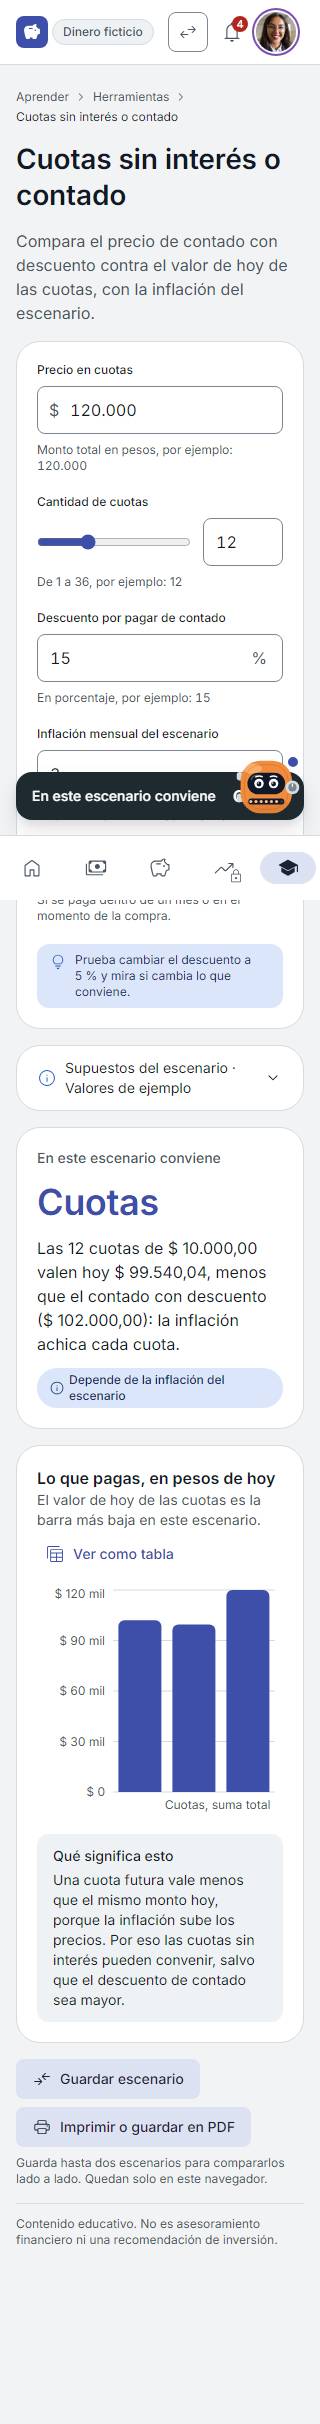 Dinero ficticio
4
Aprender > Herramientas >
Cuotas sin interés o contado
Cuotas sin interés o
contado
Compara el precio de contado con
descuento contra el valor de hoy de
las cuotas, con la inflación del
escenario.
Precio en cuotas
$ 120.000
Monto total en pesos, por ejemplo:
120.000
Cantidad de cuotas
12
De 1 a 36, por ejemplo: 12
Descuento por pagar de contado
15 %
En porcentaje, por ejemplo: 15
Inflación mensual del escenario
En este escenario conviene
Si se paga dentro de un mes o en el
momento de la compra.
Prueba cambiar el descuento a
5 % y mira si cambia lo que
conviene.
Supuestos del escenario ·
Valores de ejemplo
En este escenario conviene
Cuotas
Las 12 cuotas de $ 10.000,00
valen hoy $ 99.540,04, menos
que el contado con descuento
($ 102.000,00): la inflación
achica cada cuota.
Depende de la inflación del
escenario
Lo que pagas, en pesos de hoy
El valor de hoy de las cuotas es la
barra más baja en este escenario.
Ver como tabla
$ 120 mil
$ 90 mil
$ 60 mil
$ 30 mil
$ 0
Cuotas, suma total
Qué significa esto
Una cuota futura vale menos
que el mismo monto hoy,
porque la inflación sube los
precios. Por eso las cuotas sin
interés pueden convenir, salvo
que el descuento de contado
sea mayor.
Guardar escenario
Imprimir o guardar en PDF
Guarda hasta dos escenarios para compararlos
lado a lado. Quedan solo en este navegador.
Contenido educativo. No es asesoramiento
financiero ni una recomendación de inversión.